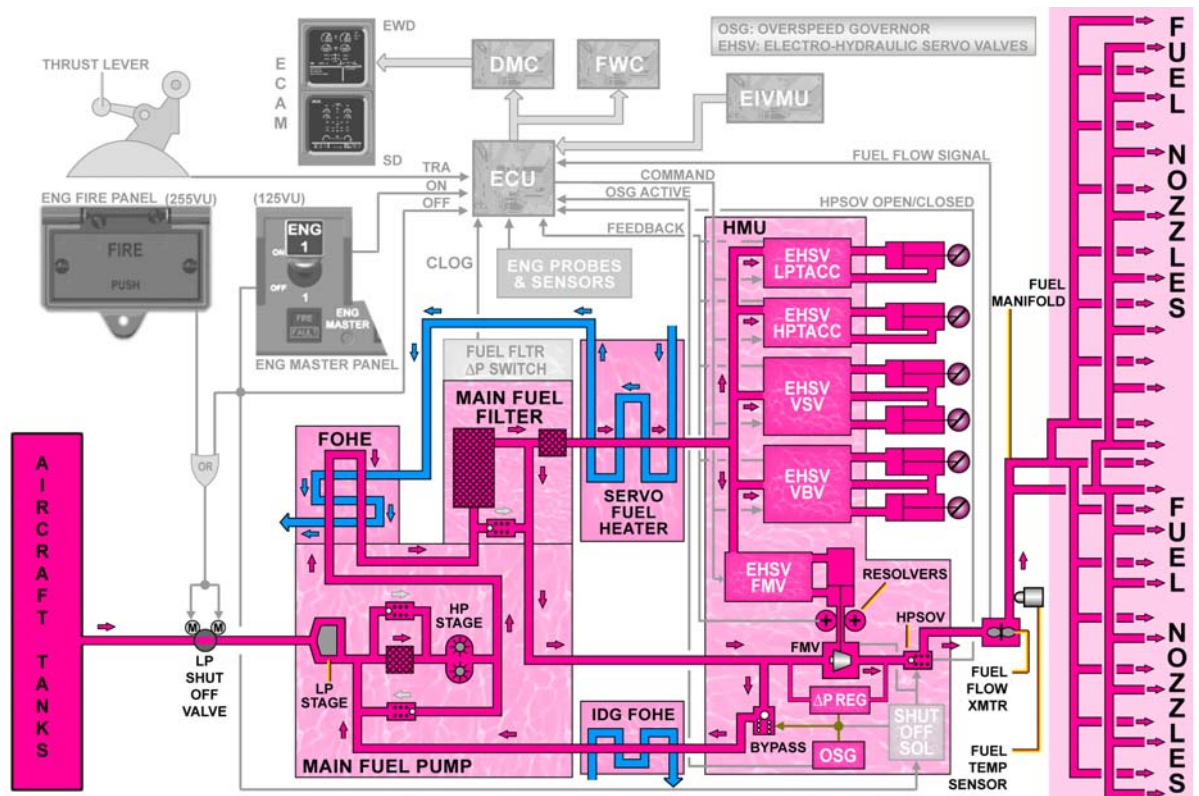 OSG: OVERSPEED GOVERNOR
EHSV: ELECTRO-HYDRAULIC SERVO VALVES
EWD
ECAM
SD
DMC
FWC
EIVMU
THRUST LEVER
TRA
ON
OFF
ECU
FUEL FLOW SIGNAL
COMMAND
OSG ACTIVE
HPSOV OPEN/CLOSED
FEEDBACK
ENG FIRE PANEL (255VU)
FIRE
PUSH
(125VU)
ENG
1
ON
OFF
1
FIRE
FAULT
ENG
MASTER
ENG MASTER PANEL
CLOG
ENG PROBES
& SENSORS
HMU
EHSV
LPTACC
EHSV
HPTACC
EHSV
VSV
EHSV
VBV
EHSV
FMV
FUEL
MANIFOLD
FUEL NOZZLES
FUEL NOZZLES
FUEL FLTR
ΔP SWITCH
MAIN FUEL
FILTER
FOHE
SERVO
FUEL
HEATER
OR
AIRCRAFT TANKS
M
M
LP
SHUT
OFF
VALVE
LP
STAGE
HP
STAGE
MAIN FUEL PUMP
IDG FOHE
RESOLVERS
FMV
HPSOV
ΔP REG
BYPASS
OSG
SHUT
OFF
SOL
FUEL
FLOW
XMTR
FUEL
TEMP
SENSOR